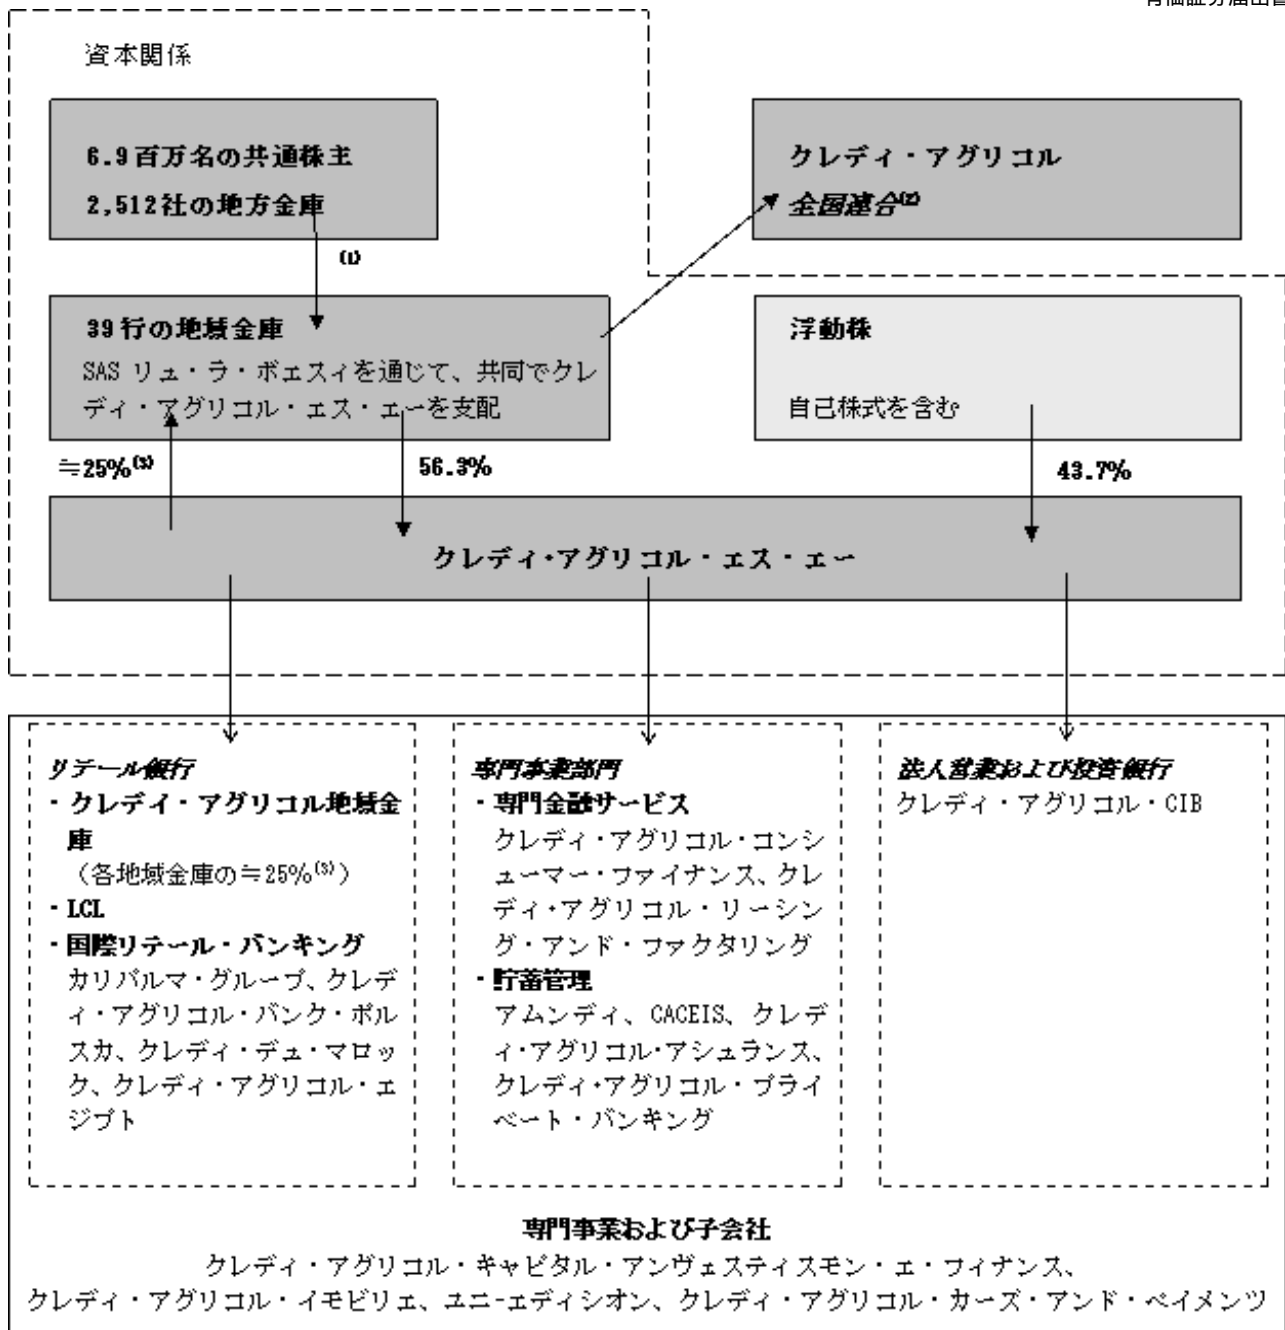 資本関係
6.9百万名の共通株主
2,512社の地方金庫
クレディ・アグリコル
全国連合(2)
(1)
39行の地域金庫
SAS リュ・ラ・ボエスィを通じて、共同でクレ
ディ・アグリコル・エス・エーを支配
浮動株
自己株式を含む
≒25%(3)
56.3%
43.7%
クレディ・アグリコル・エス・エー
リテール銀行
・クレデイ・アグリコル地域金
庫
（各地域金庫の≒25%(3)）
・LCL
・国際リテール・バンキング
カリパルマ・グループ、クレデ
ィ・アグリコル・バンク・ポル
スカ、クレディ・デュ・マロッ
ク、クレディ・アグリコル・エ
ジプト
専門事業部門
・専門金融サービス
クレディ・アグリコル・コンシ
ューマー・ファイナンス、クレ
ディ・アグリコル・リーシン
グ・アンド・ファクタリング
・貯蓄管理
アムンディ、CACEIS、クレデ
ィ・アグリコル・アシュランス、
クレディ・アグリコル・プライ
ベート・バンキング
法人営業および投資銀行
クレディ・アグリコル・CIB
専門事業および子会社
クレディ・アグリコル・キャピタル・アンヴェスティスモン・エ・フィナンス、
クレディ・アグリコル・イモビリェ、ユニ-エディシオン、クレディ・アグリコル・カーズ・アンド・ペイメンツ